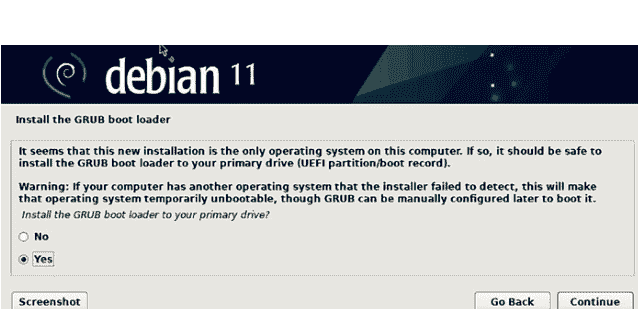 debian 11
Install the GRUB boot loader
It seems that this new installation is the only operating system on this computer. If so, it should be safe to
install the GRUB boot loader to your primary drive (UEFI partition/boot record).
Warning: If your computer has another operating system that the installer failed to detect, this will make
that operating system temporarily unbootable, though GRUB can be manually configured later to boot it.
Install the GRUB boot loader to your primary drive?
No
Yes
Screenshot Go Back Continue